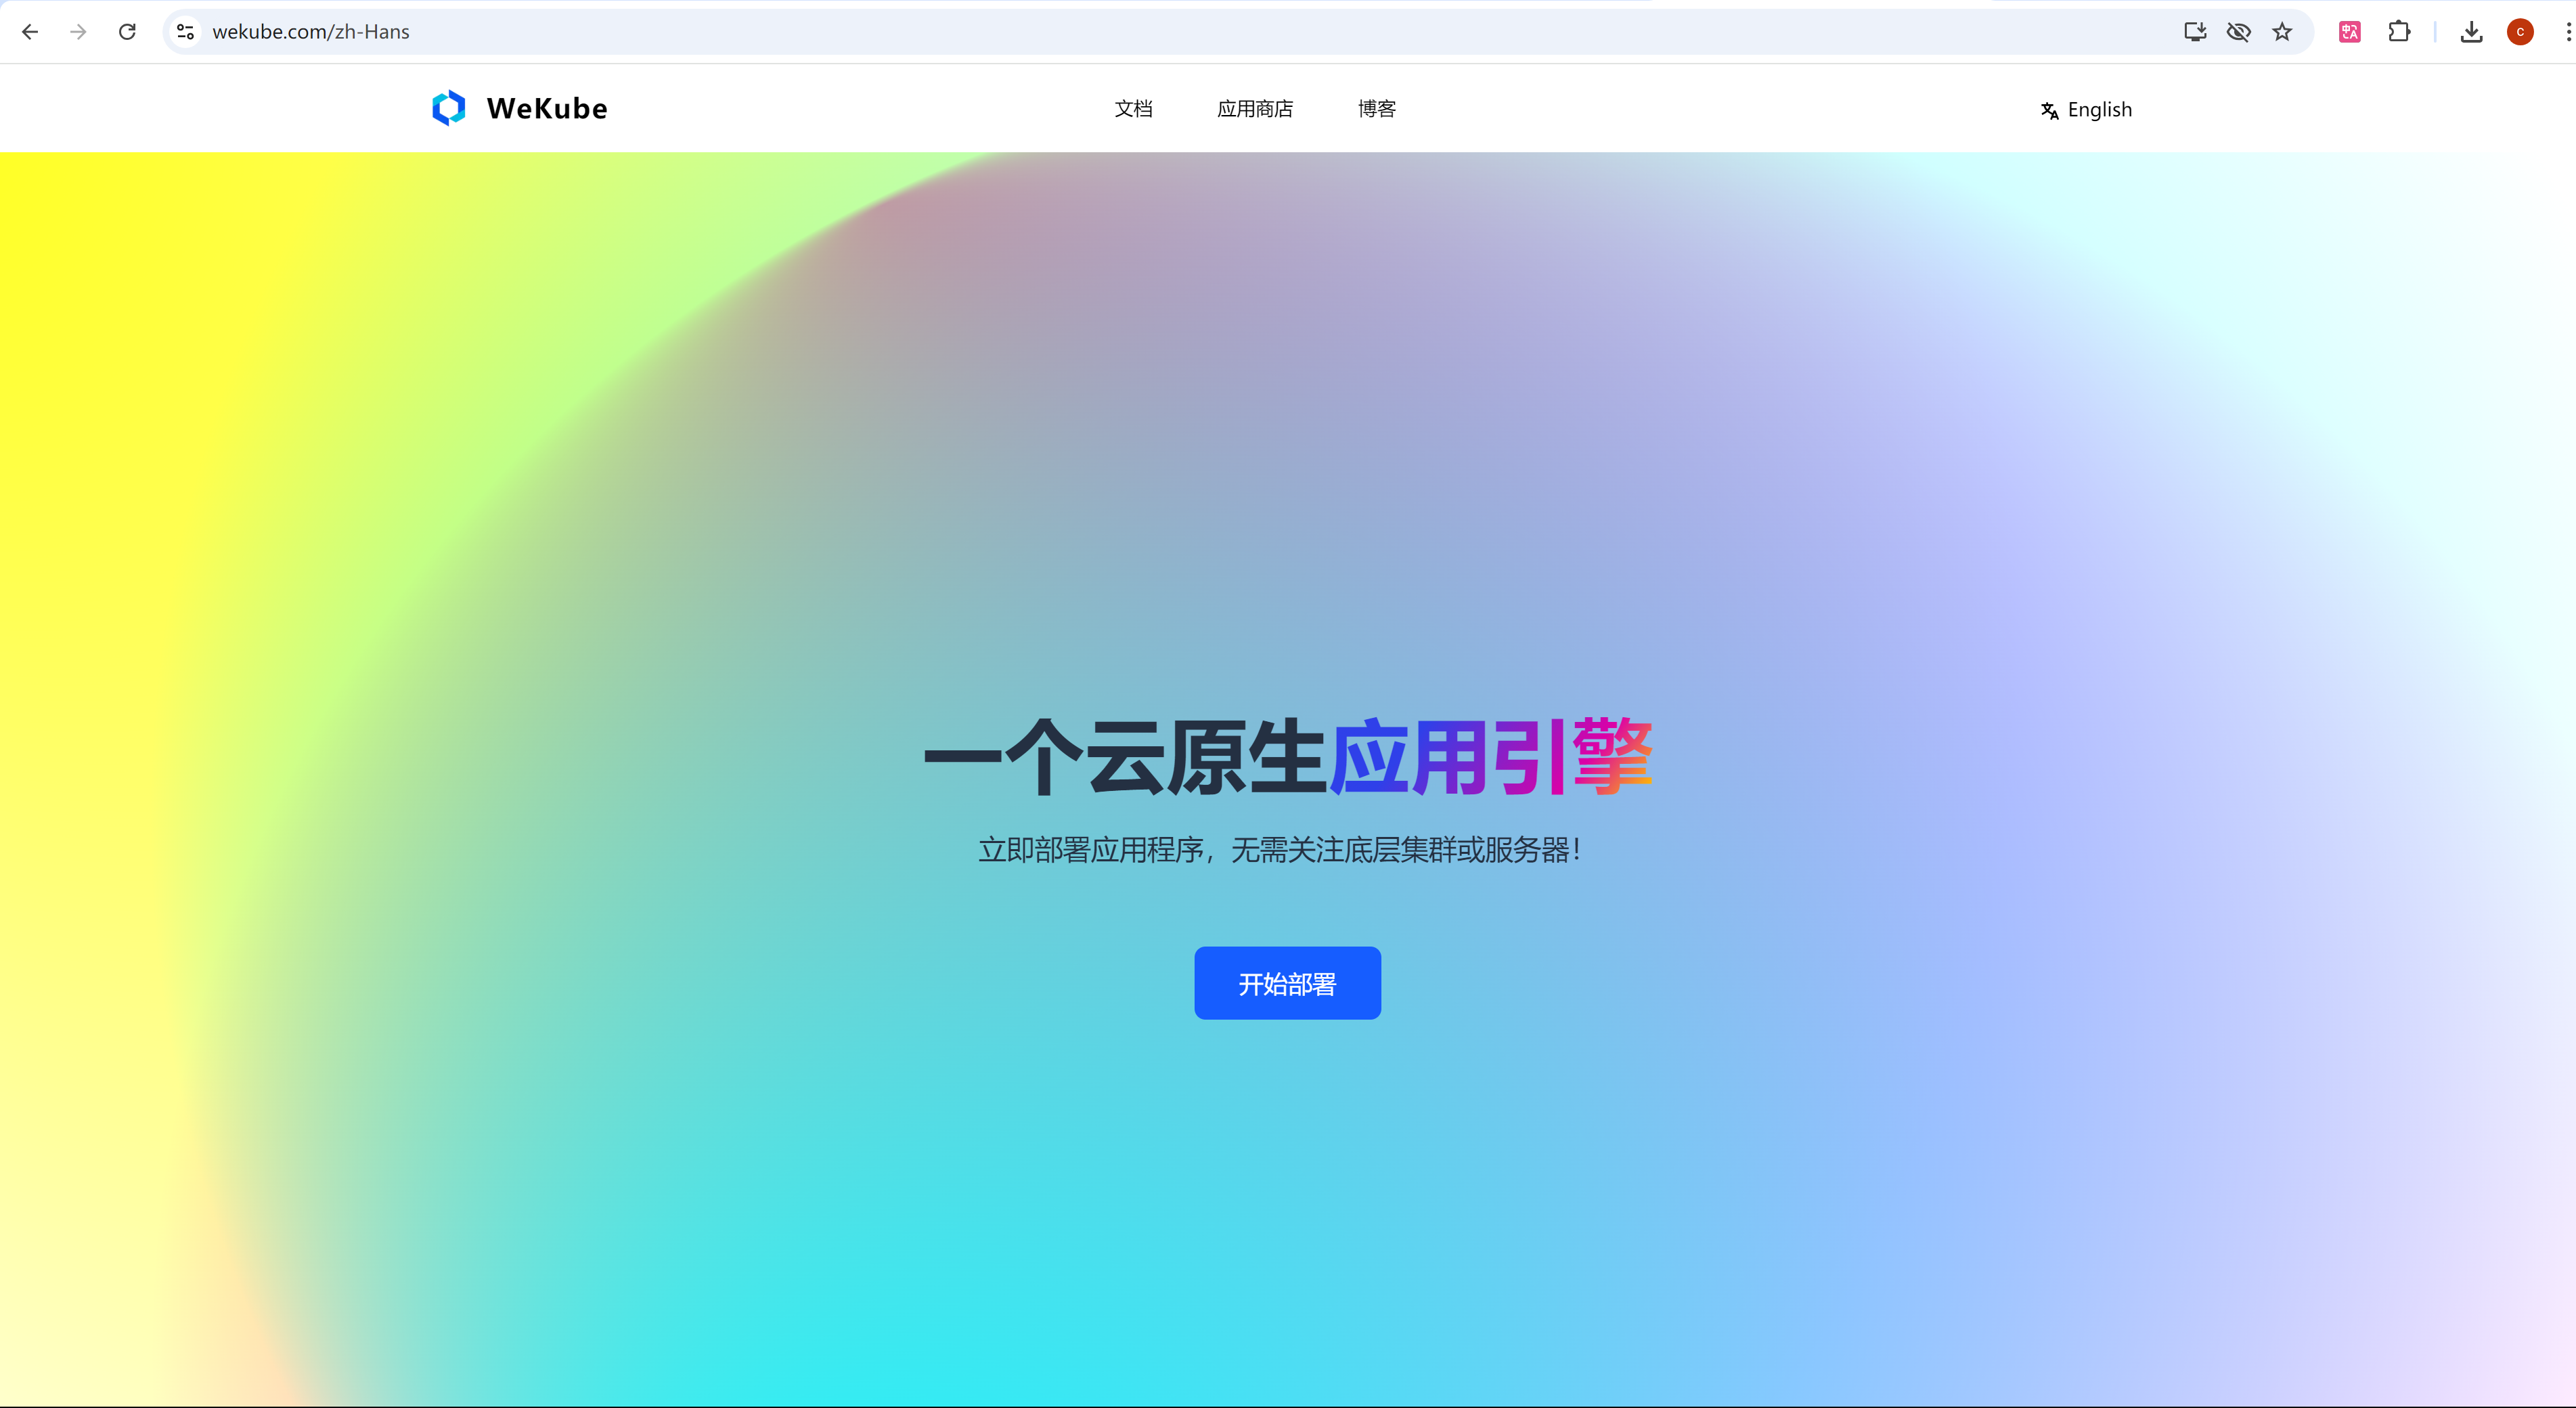 wekube.com/zh-Hans
C
WeKube
文档
应用商店
博客
English
一个云原生应用引擎
立即部署应用程序，无需关注底层集群或服务器！
开始部署